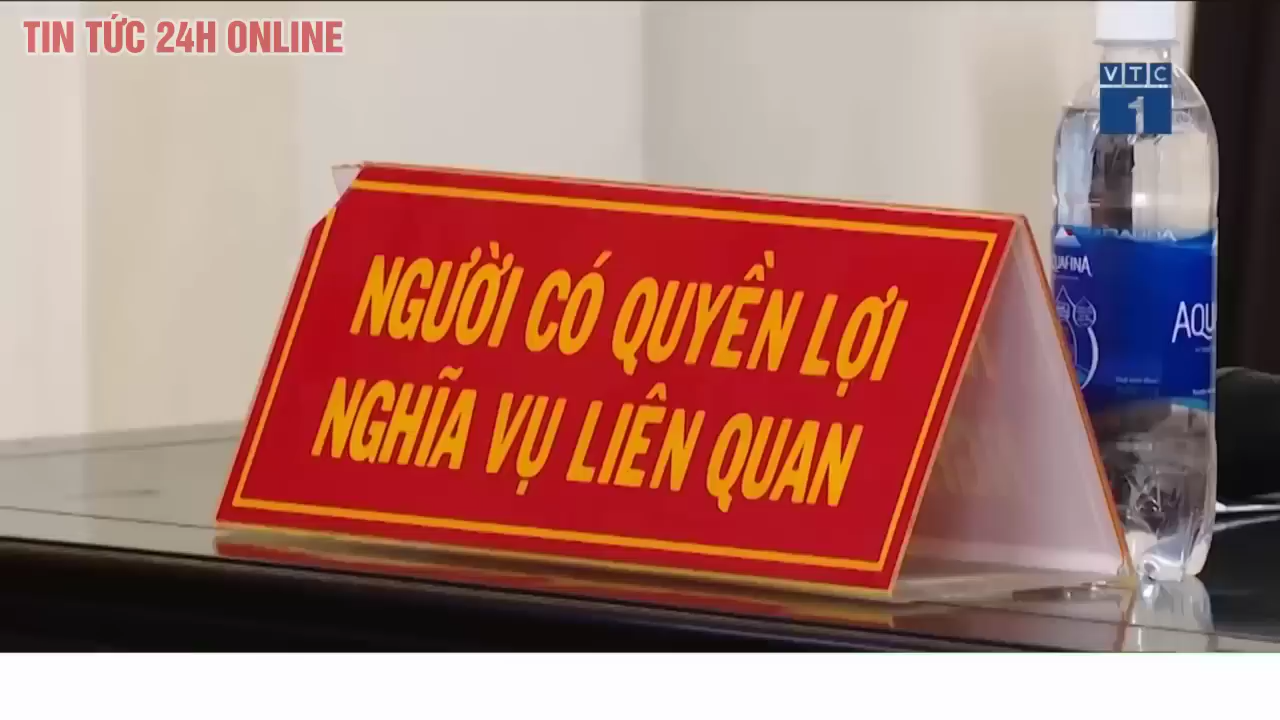 TIN TỨC 24H ONLINE
VTC
1
NGƯỜI CÓ QUYỀN LỢI
NGHĨA VỤ LIÊN QUAN
AQUAFINA
AQU